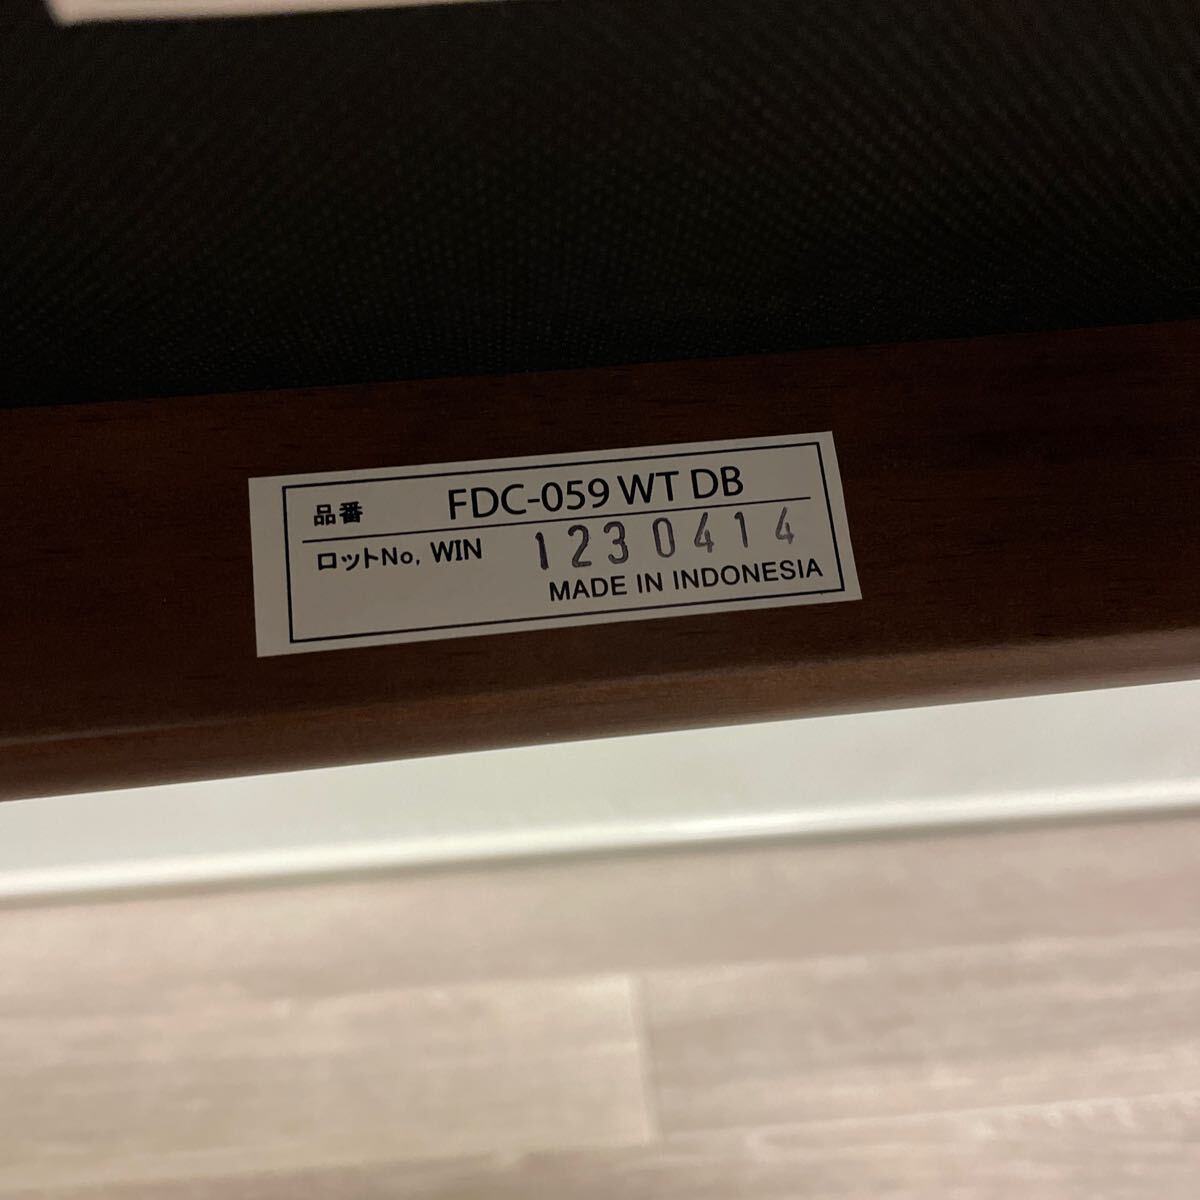 品番 FDC-059 WT DB
ロットNo, WIN 1230414
MADE IN INDONESIA